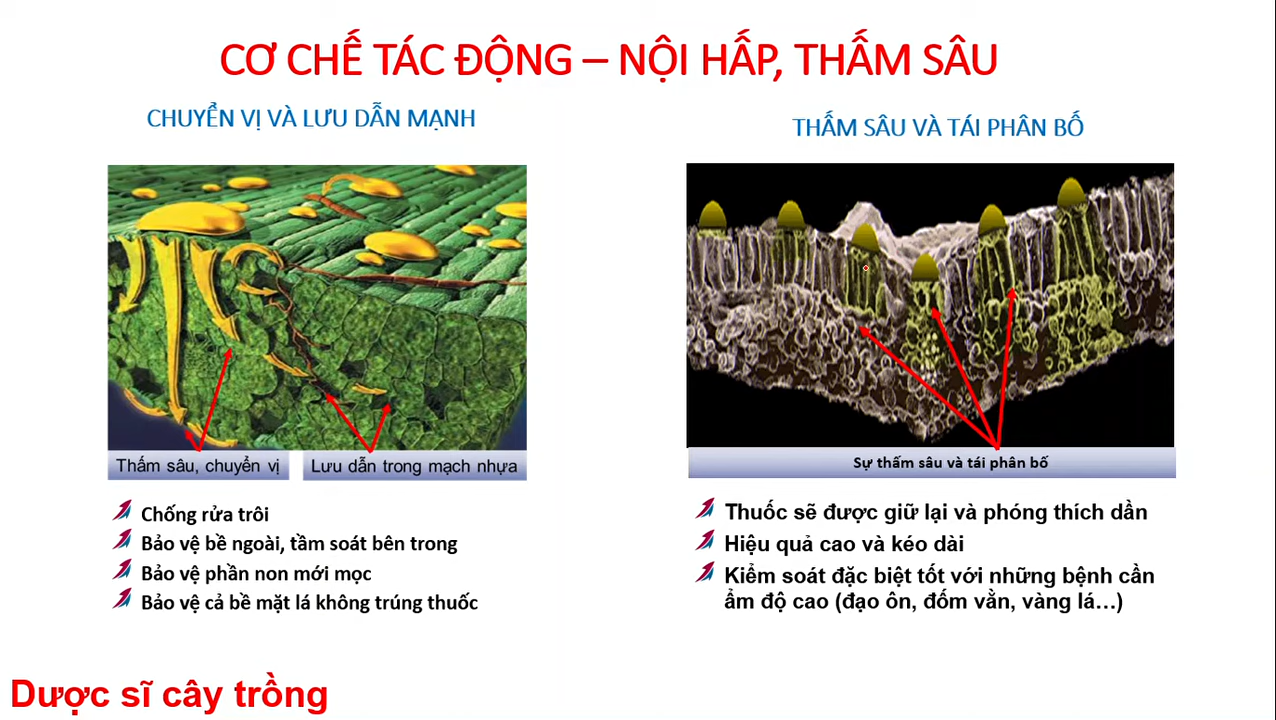 CƠ CHẾ TÁC ĐỘNG – NỘI HẤP, THẤM SÂU
CHUYỂN VỊ VÀ LƯU DẪN MẠNH
Thấm sâu, chuyển vị
Lưu dẫn trong mạch nhựa
Chống rửa trôi
Bảo vệ bề ngoài, tầm soát bên trong
Bảo vệ phần non mới mọc
Bảo vệ cả bề mặt lá không trúng thuốc
THẤM SÂU VÀ TÁI PHÂN BỐ
Sự thấm sâu và tái phân bố
Thuốc sẽ được giữ lại và phóng thích dần
Hiệu quả cao và kéo dài
Kiểm soát đặc biệt tốt với những bệnh cần
ẩm độ cao (đạo ôn, đốm vằn, vàng lá…)
Dược sĩ cây trồng